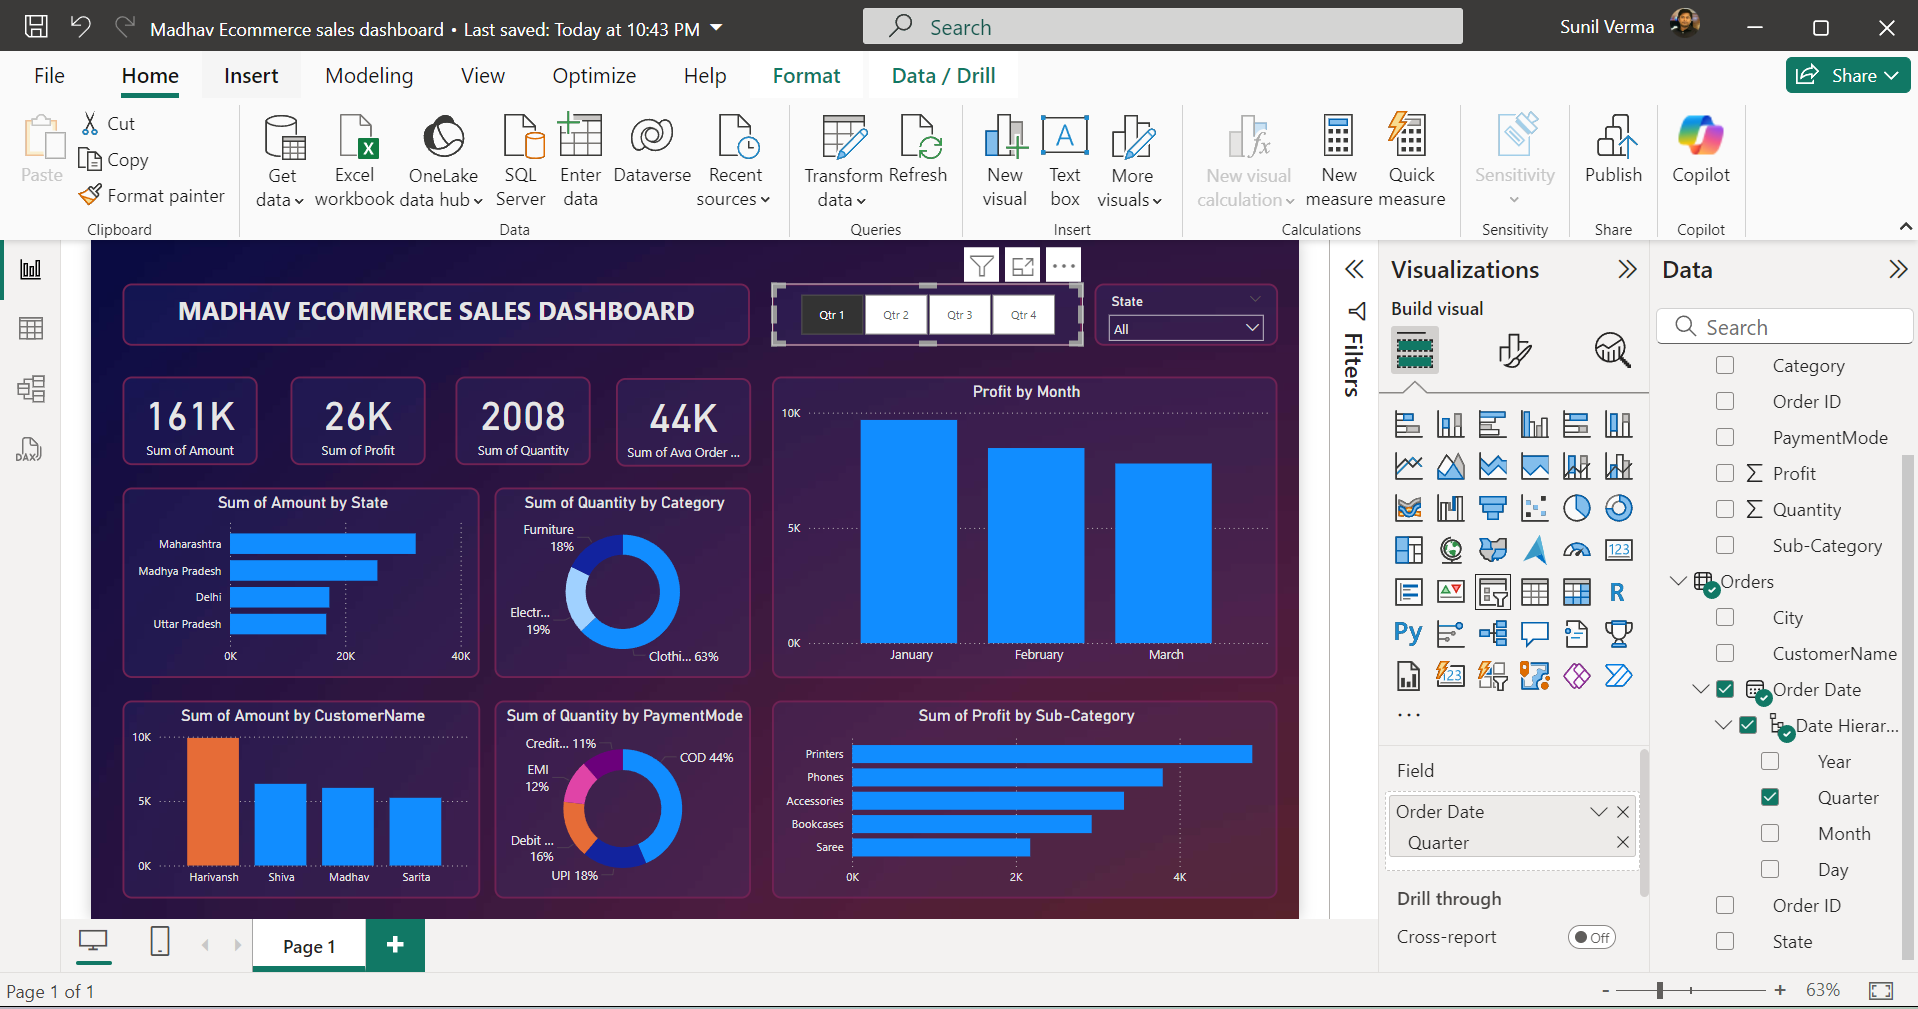 Madhav Ecommerce sales dashboard • Last saved: Today at 10:43 PM
Search
Sunil Verma
File
Home
Insert
Modeling
View
Optimize
Help
Format
Data / Drill
Share
Paste
Cut
Copy
Format painter
Clipboard
Get
data
Excel
workbook
OneLake
data hub
SQL
Server
Enter
data
Dataverse
Recent
sources
Data
Transform
data
Refresh
Queries
New
visual
Text
box
More
visuals
Insert
New visual
calculation
New
measure
Quick
measure
Calculations
Sensitivity
Sensitivity
Publish
Share
Copilot
Copilot
MADHAV ECOMMERCE SALES DASHBOARD
Qtr 1
Qtr 2
Qtr 3
Qtr 4
State
All
161K
Sum of Amount
26K
Sum of Profit
2008
Sum of Quantity
44K
Sum of Avg Order ...
Profit by Month
10K
5K
0K
January
February
March
Sum of Amount by State
Maharashtra
Madhya Pradesh
Delhi
Uttar Pradesh
0K
20K
40K
Sum of Quantity by Category
Furniture
18%
Electr...
19%
Clothi... 63%
Sum of Amount by CustomerName
10K
5K
0K
Harivansh
Shiva
Madhav
Sarita
Sum of Quantity by PaymentMode
Credit... 11%
COD 44%
EMI
12%
Debit ...
16%
UPI 18%
Sum of Profit by Sub-Category
Printers
Phones
Accessories
Bookcases
Saree
0K
2K
4K
Filters
Visualizations
Build visual
123
R
Py
123
Field
Order Date
Quarter
Drill through
Cross-report
Off
Data
Search
Category
Order ID
PaymentMode
∑ Profit
∑ Quantity
Sub-Category
Orders
City
CustomerName
Order Date
Date Hierar...
Year
Quarter
Month
Day
Order ID
State
DAX
Page 1
+
Page 1 of 1
- + 63%